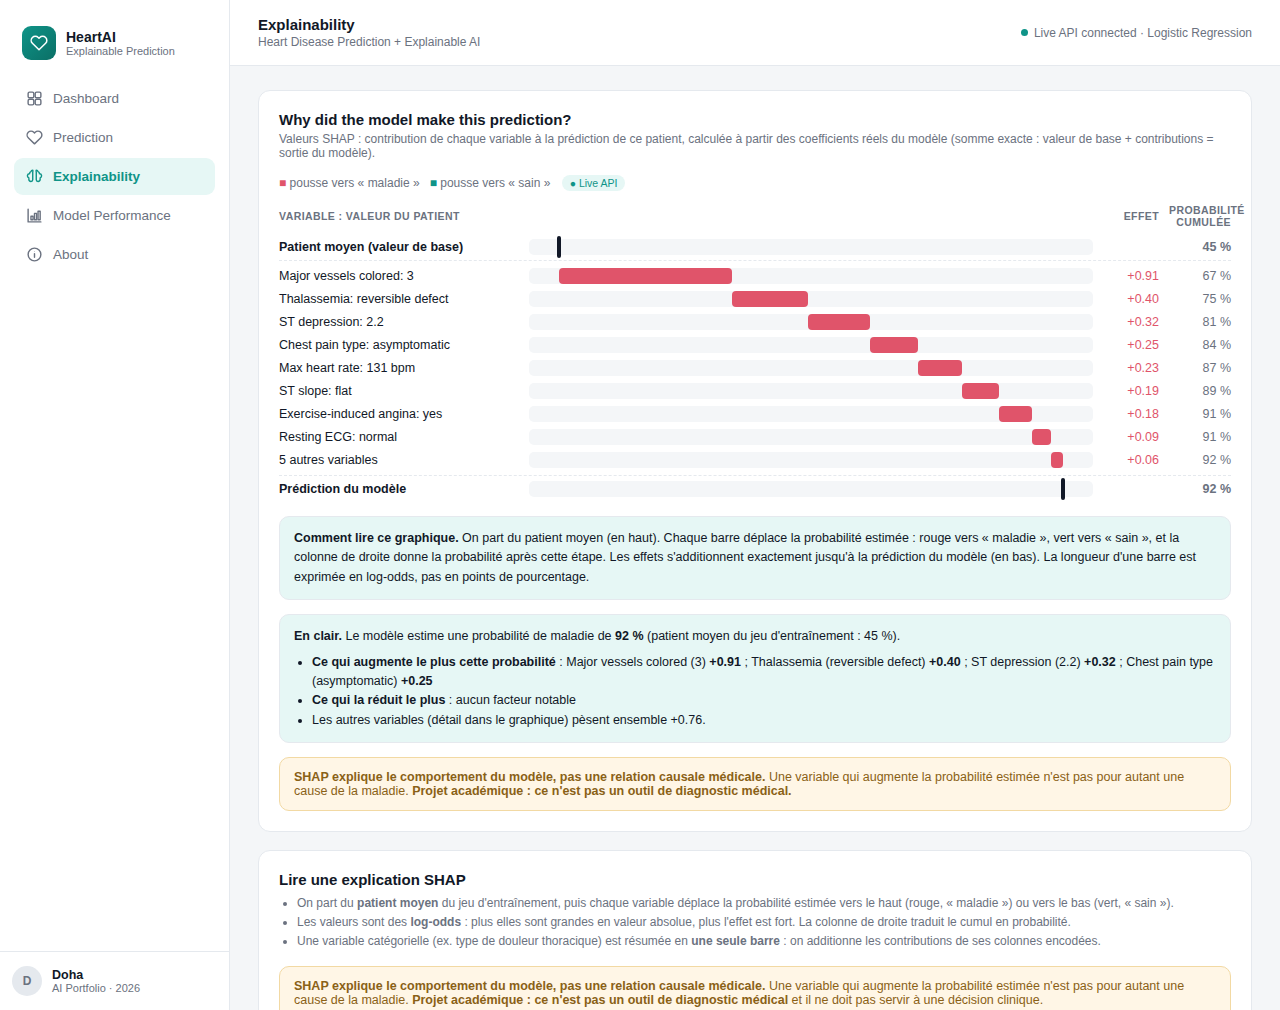 HeartAI
Explainable Prediction
Dashboard
Prediction
Explainability
Model Performance
About
D
Doha
AI Portfolio · 2026
Explainability
Heart Disease Prediction + Explainable AI
Live API connected · Logistic Regression
Why did the model make this prediction?
Valeurs SHAP : contribution de chaque variable à la prédiction de ce patient, calculée à partir des coefficients réels du modèle (somme exacte : valeur de base + contributions =
sortie du modèle).
■ pousse vers « maladie » ■ pousse vers « sain » ● Live API
VARIABLE : VALEUR DU PATIENT EFFET PROBABILITÉ
CUMULÉE
Patient moyen (valeur de base) 45 %
Major vessels colored: 3 +0.91 67 %
Thalassemia: reversible defect +0.40 75 %
ST depression: 2.2 +0.32 81 %
Chest pain type: asymptomatic +0.25 84 %
Max heart rate: 131 bpm +0.23 87 %
ST slope: flat +0.19 89 %
Exercise-induced angina: yes +0.18 91 %
Resting ECG: normal +0.09 91 %
5 autres variables +0.06 92 %
Prédiction du modèle 92 %
Comment lire ce graphique. On part du patient moyen (en haut). Chaque barre déplace la probabilité estimée : rouge vers « maladie », vert vers « sain », et la
colonne de droite donne la probabilité après cette étape. Les effets s'additionnent exactement jusqu'à la prédiction du modèle (en bas). La longueur d'une barre est
exprimée en log-odds, pas en points de pourcentage.
En clair. Le modèle estime une probabilité de maladie de 92 % (patient moyen du jeu d'entraînement : 45 %).
• Ce qui augmente le plus cette probabilité : Major vessels colored (3) +0.91 ; Thalassemia (reversible defect) +0.40 ; ST depression (2.2) +0.32 ; Chest pain type
(asymptomatic) +0.25
• Ce qui la réduit le plus : aucun facteur notable
• Les autres variables (détail dans le graphique) pèsent ensemble +0.76.
SHAP explique le comportement du modèle, pas une relation causale médicale. Une variable qui augmente la probabilité estimée n'est pas pour autant une
cause de la maladie. Projet académique : ce n'est pas un outil de diagnostic médical.
Lire une explication SHAP
• On part du patient moyen du jeu d'entraînement, puis chaque variable déplace la probabilité estimée vers le haut (rouge, « maladie ») ou vers le bas (vert, « sain »).
• Les valeurs sont des log-odds : plus elles sont grandes en valeur absolue, plus l'effet est fort. La colonne de droite traduit le cumul en probabilité.
• Une variable catégorielle (ex. type de douleur thoracique) est résumée en une seule barre : on additionne les contributions de ses colonnes encodées.
SHAP explique le comportement du modèle, pas une relation causale médicale. Une variable qui augmente la probabilité estimée n'est pas pour autant une
cause de la maladie. Projet académique : ce n'est pas un outil de diagnostic médical et il ne doit pas servir à une décision clinique.